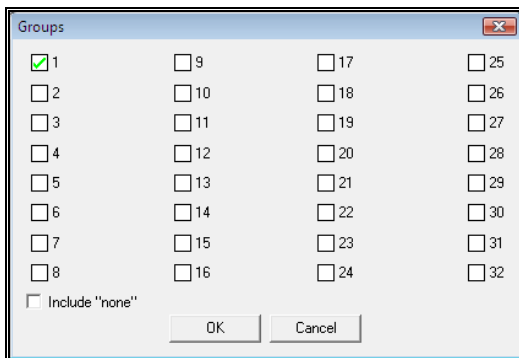 Groups
1 9 17 25
2 10 18 26
3 11 19 27
4 12 20 28
5 13 21 29
6 14 22 30
7 15 23 31
8 16 24 32
Include "none"
OK Cancel